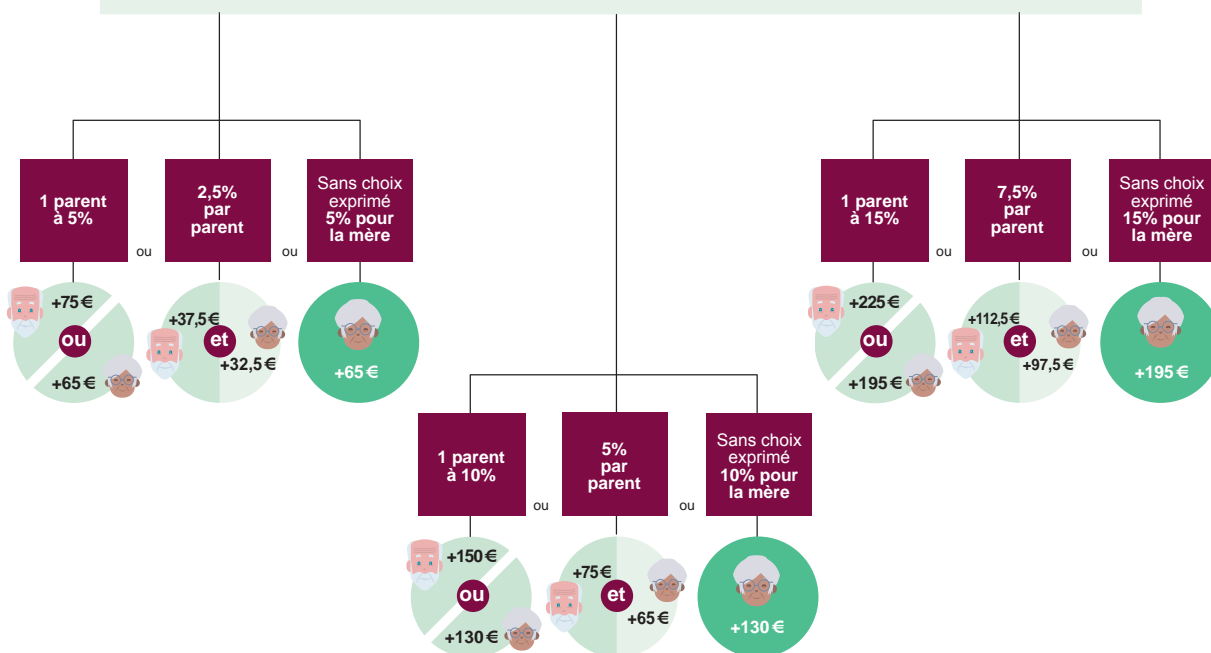 1 parent
à 5%
ou
2,5%
par
parent
ou
Sans choix
exprimé
5% pour
la mère
+75 €
ou
+65 €
+37,5 €
et
+32,5 €
+65 €
1 parent
à 15%
ou
7,5%
par
parent
ou
Sans choix
exprimé
15% pour
la mère
+225 €
ou
+195 €
+112,5 €
et
+97,5 €
+195 €
1 parent
à 10%
ou
5%
par
parent
ou
Sans choix
exprimé
10% pour
la mère
+150 €
ou
+130 €
+75 €
et
+65 €
+130 €